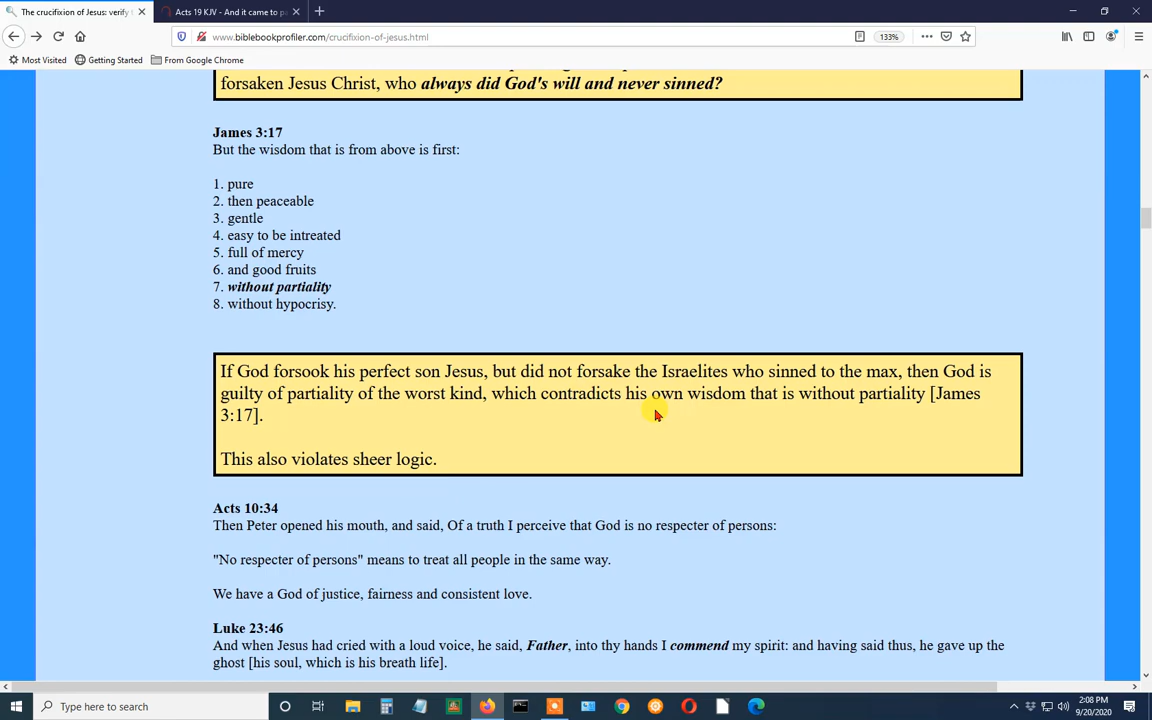 The crucifixion of Jesus: verify
Acts 19 KJV - And it came to pa
www.biblebookprofiler.com/crucifixion-of-jesus.html
133%
Most Visited
Getting Started
From Google Chrome
forsaken Jesus Christ, who always did God's will and never sinned?
James 3:17
But the wisdom that is from above is first:
1. pure
2. then peaceable
3. gentle
4. easy to be intreated
5. full of mercy
6. and good fruits
7. without partiality
8. without hypocrisy.
If God forsook his perfect son Jesus, but did not forsake the Israelites who sinned to the max, then God is
guilty of partiality of the worst kind, which contradicts his own wisdom that is without partiality [James
3:17].
This also violates sheer logic.
Acts 10:34
Then Peter opened his mouth, and said, Of a truth I perceive that God is no respecter of persons:
"No respecter of persons" means to treat all people in the same way.
We have a God of justice, fairness and consistent love.
Luke 23:46
And when Jesus had cried with a loud voice, he said, Father, into thy hands I commend my spirit: and having said thus, he gave up the
ghost [his soul, which is his breath life].
Type here to search
2:08 PM
9/20/2020